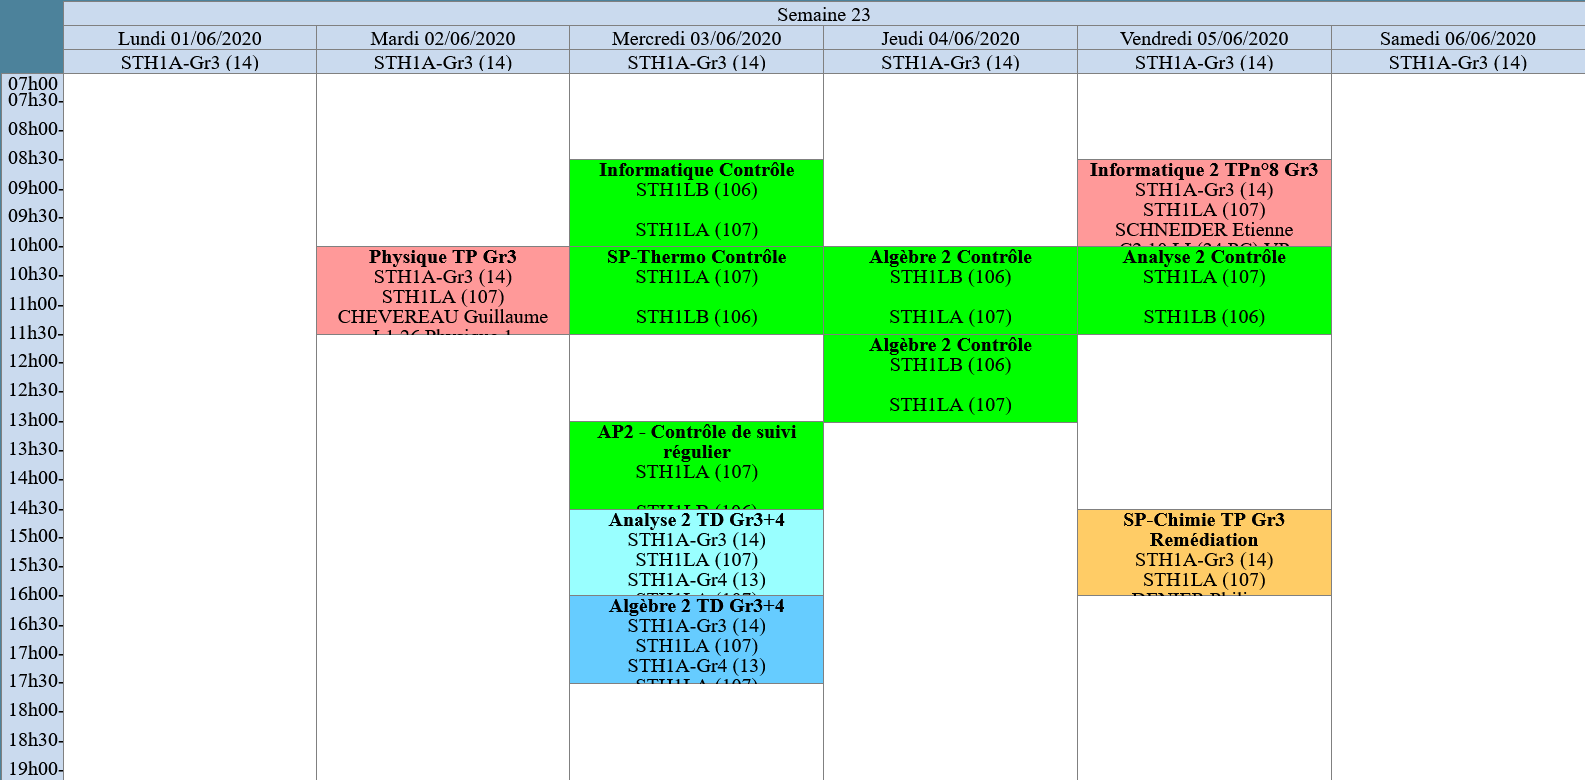 Semaine 23
Lundi 01/06/2020
Mardi 02/06/2020
Mercredi 03/06/2020
Jeudi 04/06/2020
Vendredi 05/06/2020
Samedi 06/06/2020
STH1A-Gr3 (14)
STH1A-Gr3 (14)
STH1A-Gr3 (14)
STH1A-Gr3 (14)
STH1A-Gr3 (14)
STH1A-Gr3 (14)
07h00
07h30
08h00
08h30
09h00
09h30
10h00
10h30
11h00
11h30
12h00
12h30
13h00
13h30
14h00
14h30
15h00
15h30
16h00
16h30
17h00
17h30
18h00
18h30
19h00
Physique TP Gr3
STH1A-Gr3 (14)
STH1LA (107)
CHEVEREAU Guillaume
Informatique Contrôle
STH1LB (106)
STH1LA (107)
SP-Thermo Contrôle
STH1LA (107)
STH1LB (106)
AP2 - Contrôle de suivi
régulier
STH1LA (107)
STH1LB (106)
Analyse 2 TD Gr3+4
STH1A-Gr3 (14)
STH1LA (107)
STH1A-Gr4 (13)
STH1LA (107)
Algèbre 2 TD Gr3+4
STH1A-Gr3 (14)
STH1LA (107)
STH1A-Gr4 (13)
STH1LA (107)
Algèbre 2 Contrôle
STH1LB (106)
STH1LA (107)
Algèbre 2 Contrôle
STH1LB (106)
STH1LA (107)
Informatique 2 TPn°8 Gr3
STH1A-Gr3 (14)
STH1LA (107)
SCHNEIDER Etienne
Analyse 2 Contrôle
STH1LA (107)
STH1LB (106)
SP-Chimie TP Gr3
Remédiation
STH1A-Gr3 (14)
STH1LA (107)